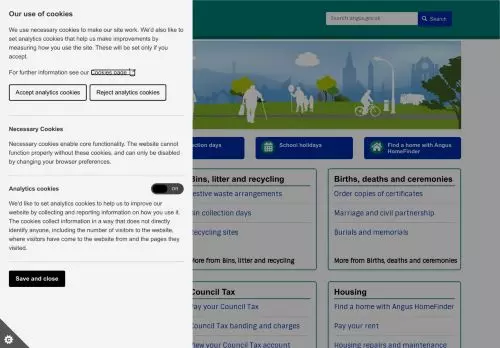 Our use of cookies
We use necessary cookies to make our site work. We'd also like to
set analytics cookies that help us make improvements by
measuring how you use the site. These will be set only if you
accept.
For further information see our Cookies page
Accept analytics cookies
Reject analytics cookies
Necessary Cookies
Necessary cookies enable core functionality. The website cannot
function properly without these cookies, and can only be disabled
by changing your browser preferences.
Analytics cookies
Off
We'd like to set analytics cookies to help us to improve our
website by collecting and reporting information on how you use it.
The cookies collect information in a way that does not directly
identify anyone, including the number of visitors to the website,
where visitors have come to the website from and the pages they
visited.
Save and close
Search angus.gov.uk
Search
tion days
School holidays
Find a home with Angus
HomeFinder
Bins, litter and recycling
estive waste arrangements
in collection days
ecycling sites
More from Bins, litter and recycling
Births, deaths and ceremonies
Order copies of certificates
Marriage and civil partnership
Burials and memorials
More from Births, deaths and ceremonies
Council Tax
ay your Council Tax
Council Tax banding and charges
iew your Council Tax account
Housing
Find a home with Angus HomeFinder
Pay your rent
Housing repairs and maintenance